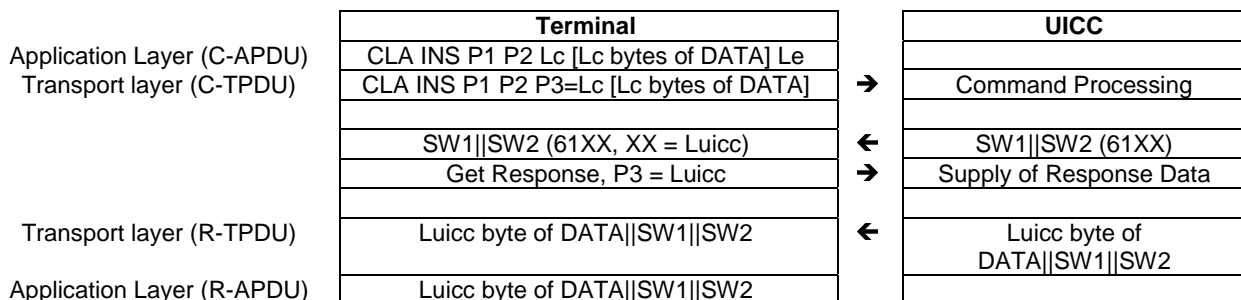 Terminal UICC
Application Layer (C-APDU) CLA INS P1 P2 Lc [Lc bytes of DATA] Le
Transport layer (C-TPDU) CLA INS P1 P2 P3=Lc [Lc bytes of DATA] ➔ Command Processing
SW1||SW2 (61XX, XX = Luicc) 🡸 SW1||SW2 (61XX)
Get Response, P3 = Luicc ➔ Supply of Response Data
Transport layer (R-TPDU) Luicc byte of DATA||SW1||SW2 🡸 Luicc byte of
DATA||SW1||SW2
Application Layer (R-APDU) Luicc byte of DATA||SW1||SW2